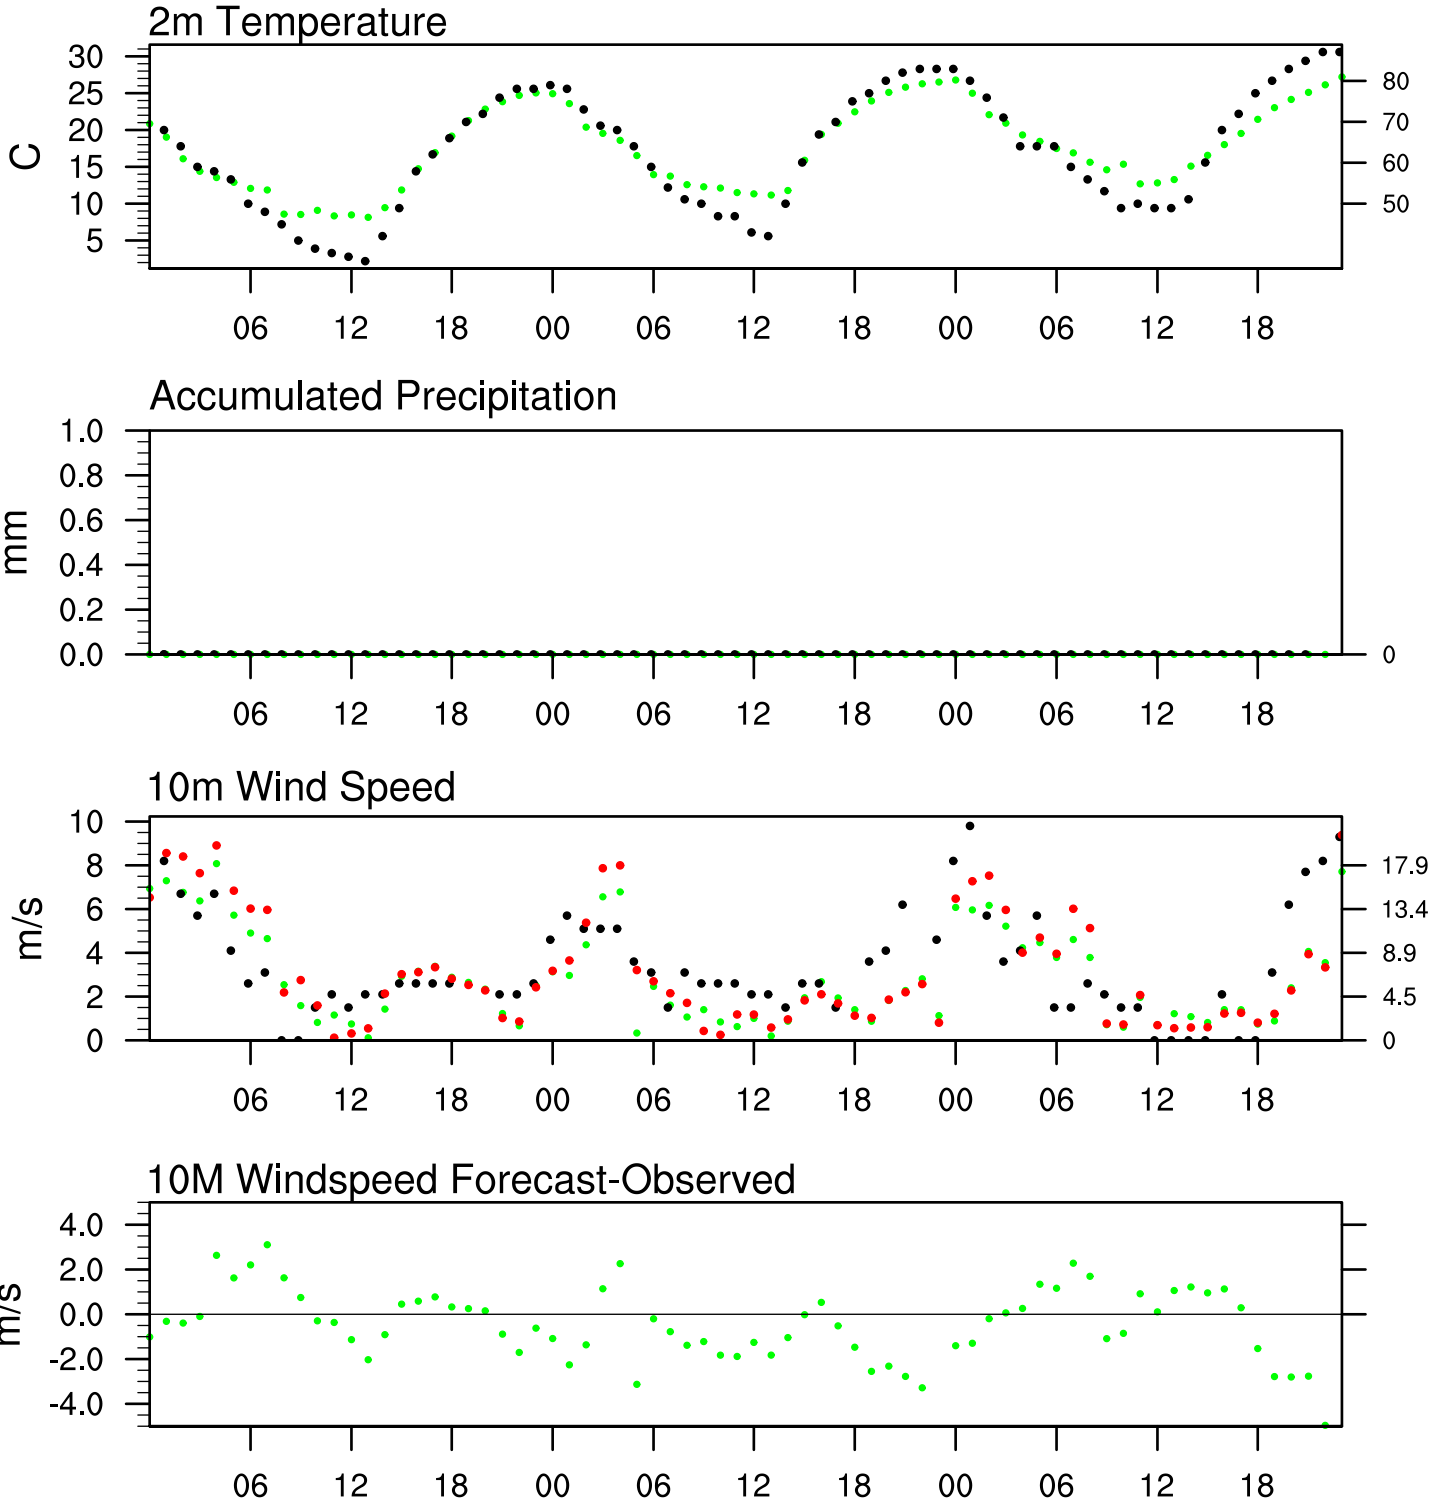 2m Temperature
30
25
20
15
10
5
C
80
70
60
50
06 12 18 00 06 12 18 00 06 12 18
Accumulated Precipitation
1.0
0.8
0.6
0.4
0.2
0.0
mm
0
06 12 18 00 06 12 18 00 06 12 18
10m Wind Speed
10
8
6
4
2
0
m/s
17.9
13.4
8.9
4.5
0
06 12 18 00 06 12 18 00 06 12 18
10M Windspeed Forecast-Observed
4.0
2.0
0.0
-2.0
-4.0
m/s
06 12 18 00 06 12 18 00 06 12 18